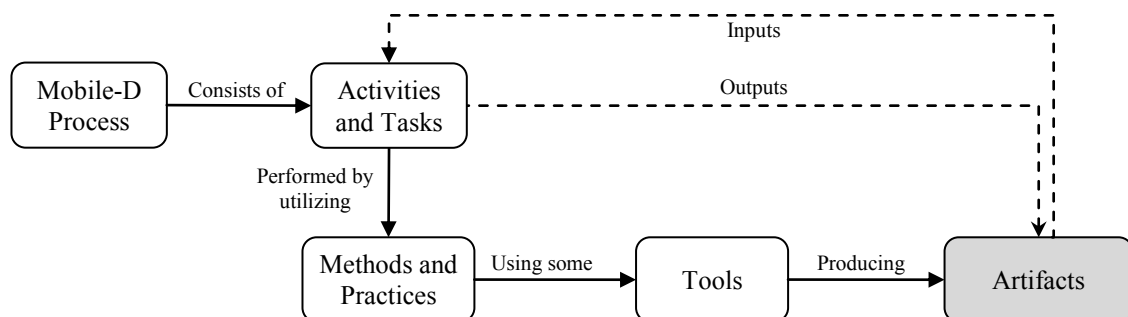 Inputs
Mobile-D
Process
Consists of
Activities
and Tasks
Outputs
Performed by
utilizing
Methods and
Practices
Using some
Tools
Producing
Artifacts